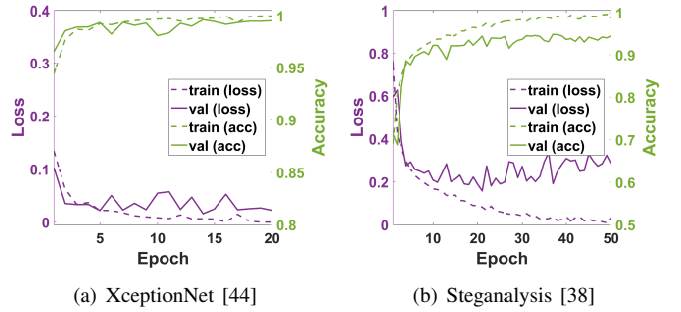 0.4
0.3
0.2
0.1
0
Loss
1
0.95
0.9
0.85
0.8
Accuracy
train (loss)
val (loss)
train (acc)
val (acc)
5 10 15 20
Epoch
(a) XceptionNet [44]
1
0.8
0.6
0.4
0.2
0
Loss
1
0.9
0.8
0.7
0.6
0.5
Accuracy
train (loss)
val (loss)
train (acc)
val (acc)
10 20 30 40 50
Epoch
(b) Steganalysis [38]